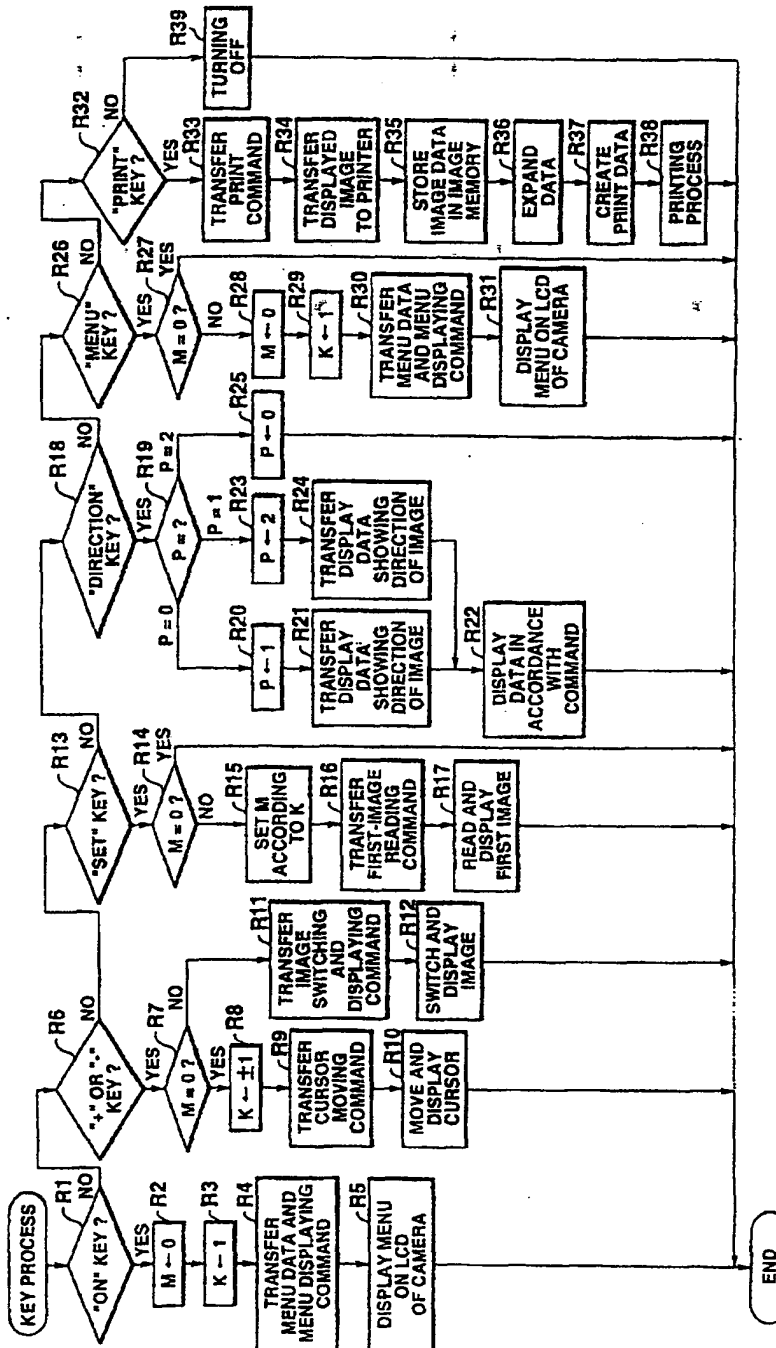 KEY PROCESS
R1
"ON" KEY ?
NO
YES
R2
M ← 0
R3
K ← 1
R4
TRANSFER
MENU DATA AND
MENU DISPLAYING
COMMAND
R5
DISPLAY MENU
ON LCD
OF CAMERA
END
R6
"+" OR "-"
KEY ?
NO
YES
R7
M = 0 ?
NO
YES
R8
K ← ±1
R9
TRANSFER
CURSOR
MOVING
COMMAND
R10
MOVE AND
DISPLAY
CURSOR
R11
TRANSFER
IMAGE
SWITCHING
AND
DISPLAYING
COMMAND
R12
SWITCH AND
DISPLAY
IMAGE
R13
"SET" KEY ?
NO
YES
R14
M = 0 ?
YES
NO
R15
SET M
ACCORDING
TO K
R16
TRANSFER
FIRST-IMAGE
READING
COMMAND
R17
READ AND
DISPLAY
FIRST IMAGE
R18
"DIRECTION"
KEY ?
NO
YES
R19
P = ?
P = 0
P = 1
P = 2
R20
P ← 1
R21
TRANSFER
DISPLAY
DATA'
SHOWING
DIRECTION
OF IMAGE
R22
DISPLAY
DATA IN
ACCORDANCE
WITH
COMMAND
R23
P ← 2
R24
TRANSFER
DISPLAY
DATA
SHOWING
DIRECTION
OF IMAGE
R25
P ← 0
R26
"MENU"
KEY ?
NO
YES
R27
M = 0 ?
YES
NO
R28
M ← 0
R29
K ← 1
R30
TRANSFER
MENU DATA
AND MENU
DISPLAYING
COMMAND
R31
DISPLAY
MENU ON LCD
OF CAMERA
R32
"PRINT"
KEY ?
NO
YES
R33
TRANSFER
PRINT
COMMAND
R34
TRANSFER
DISPLAYED
IMAGE
TO PRINTER
R35
STORE
IMAGE DATA
IN IMAGE
MEMORY
R36
EXPAND
DATA
R37
CREATE
PRINT DATA
R38
PRINTING
PROCESS
R39
TURNING
OFF